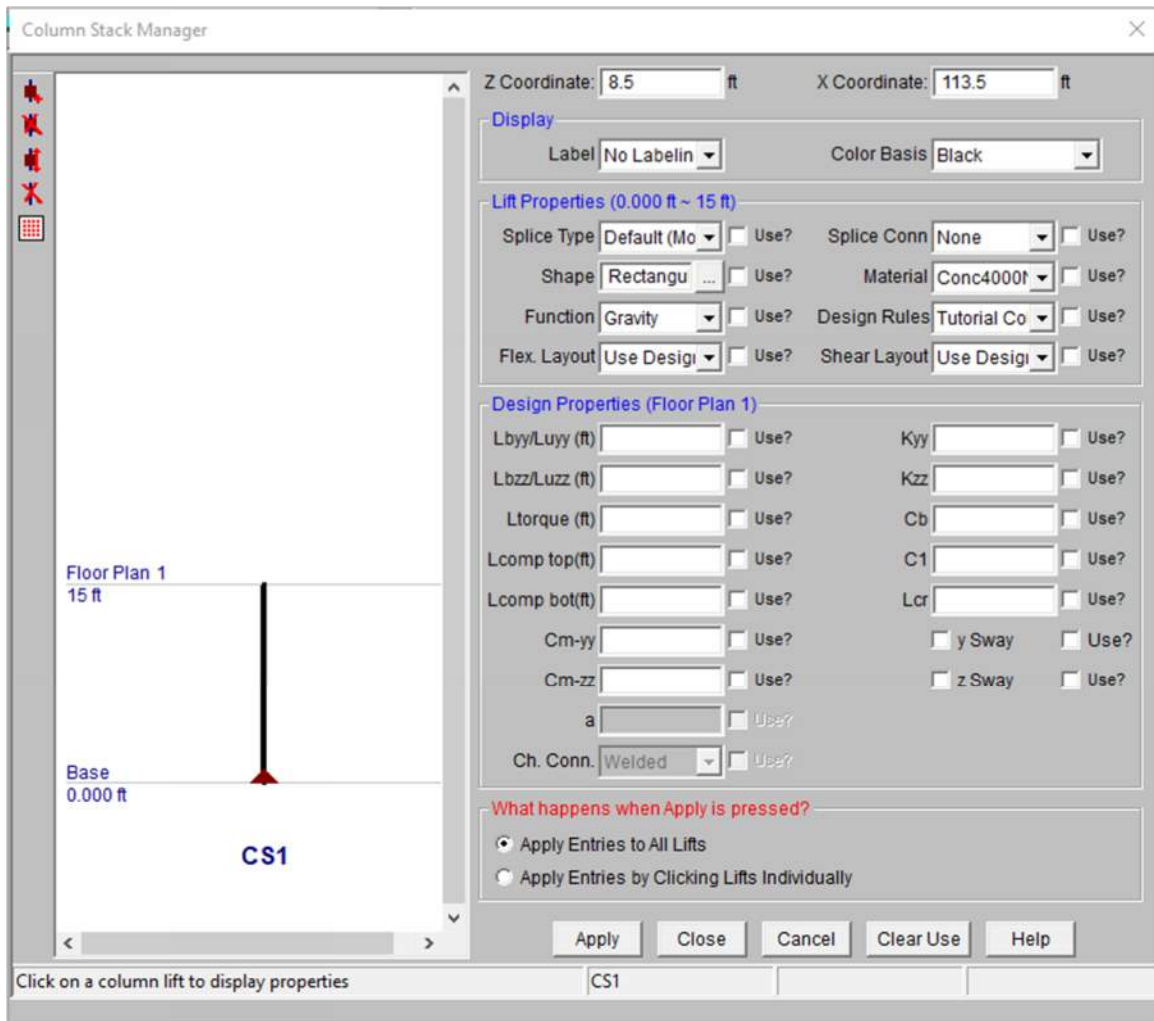 Column Stack Manager
Z Coordinate: 8.5 ft X Coordinate: 113.5 ft
Display
Label No Labelin Color Basis Black
Lift Properties (0.000 ft ~ 15 ft)
Splice Type Default (Mo Use? Splice Conn None Use?
Shape Rectangu ... Use? Material Conc4000N Use?
Function Gravity Use? Design Rules Tutorial Co Use?
Flex. Layout Use Desig Use? Shear Layout Use Desig Use?
Design Properties (Floor Plan 1)
Lbyy/Luyy (ft) Use? Kyy Use?
Lbzz/Luzz (ft) Use? Kzz Use?
Ltorque (ft) Use? Cb Use?
Lcomp top(ft) Use? C1 Use?
Lcomp bot(ft) Use? Lcr Use?
Cm-yy Use? y Sway Use?
Cm-zz Use? z Sway Use?
a Use?
Ch. Conn. Welded Use?
What happens when Apply is pressed?
Apply Entries to All Lifts
Apply Entries by Clicking Lifts Individually
Apply Close Cancel Clear Use Help
Floor Plan 1
15 ft
Base
0.000 ft
CS1
Click on a column lift to display properties CS1